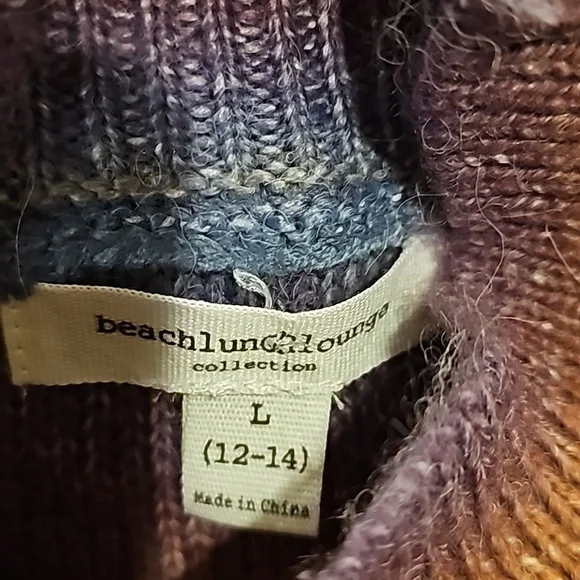 beachlunchlounge
collection
L
(12-14)
Made in China